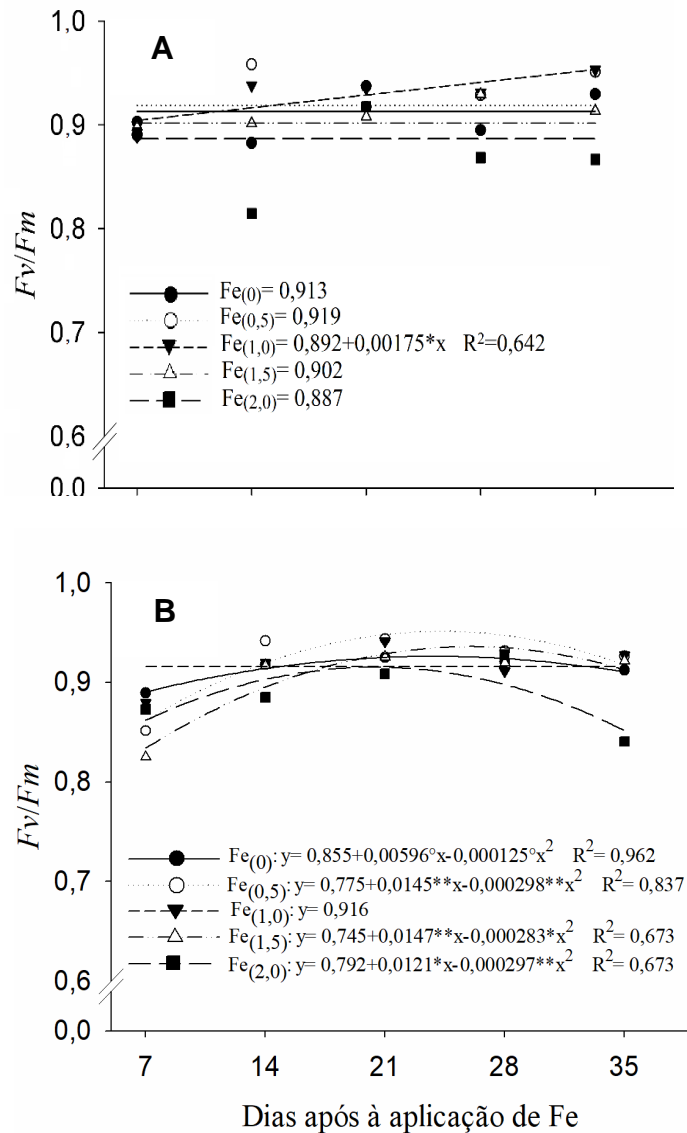 A
1,0
0,9
0,8
0,7
0,6
0,0
Fv/Fm
Fe(0)= 0,913
Fe(0,5)= 0,919
Fe(1,0)= 0,892+0,00175*x R²=0,642
Fe(1,5)= 0,902
Fe(2,0)= 0,887
B
1,0
0,9
0,8
0,7
0,6
0,0
Fv/Fm
Fe(0): y= 0,855+0,00596°x-0,000125°x² R²= 0,962
Fe(0,5): y= 0,775+0,0145**x-0,000298**x² R²= 0,837
Fe(1,0): y= 0,916
Fe(1,5): y= 0,745+0,0147**x-0,000283*x² R²= 0,673
Fe(2,0): y= 0,792+0,0121*x-0,000297**x² R²= 0,673
7 14 21 28 35
Dias após à aplicação de Fe